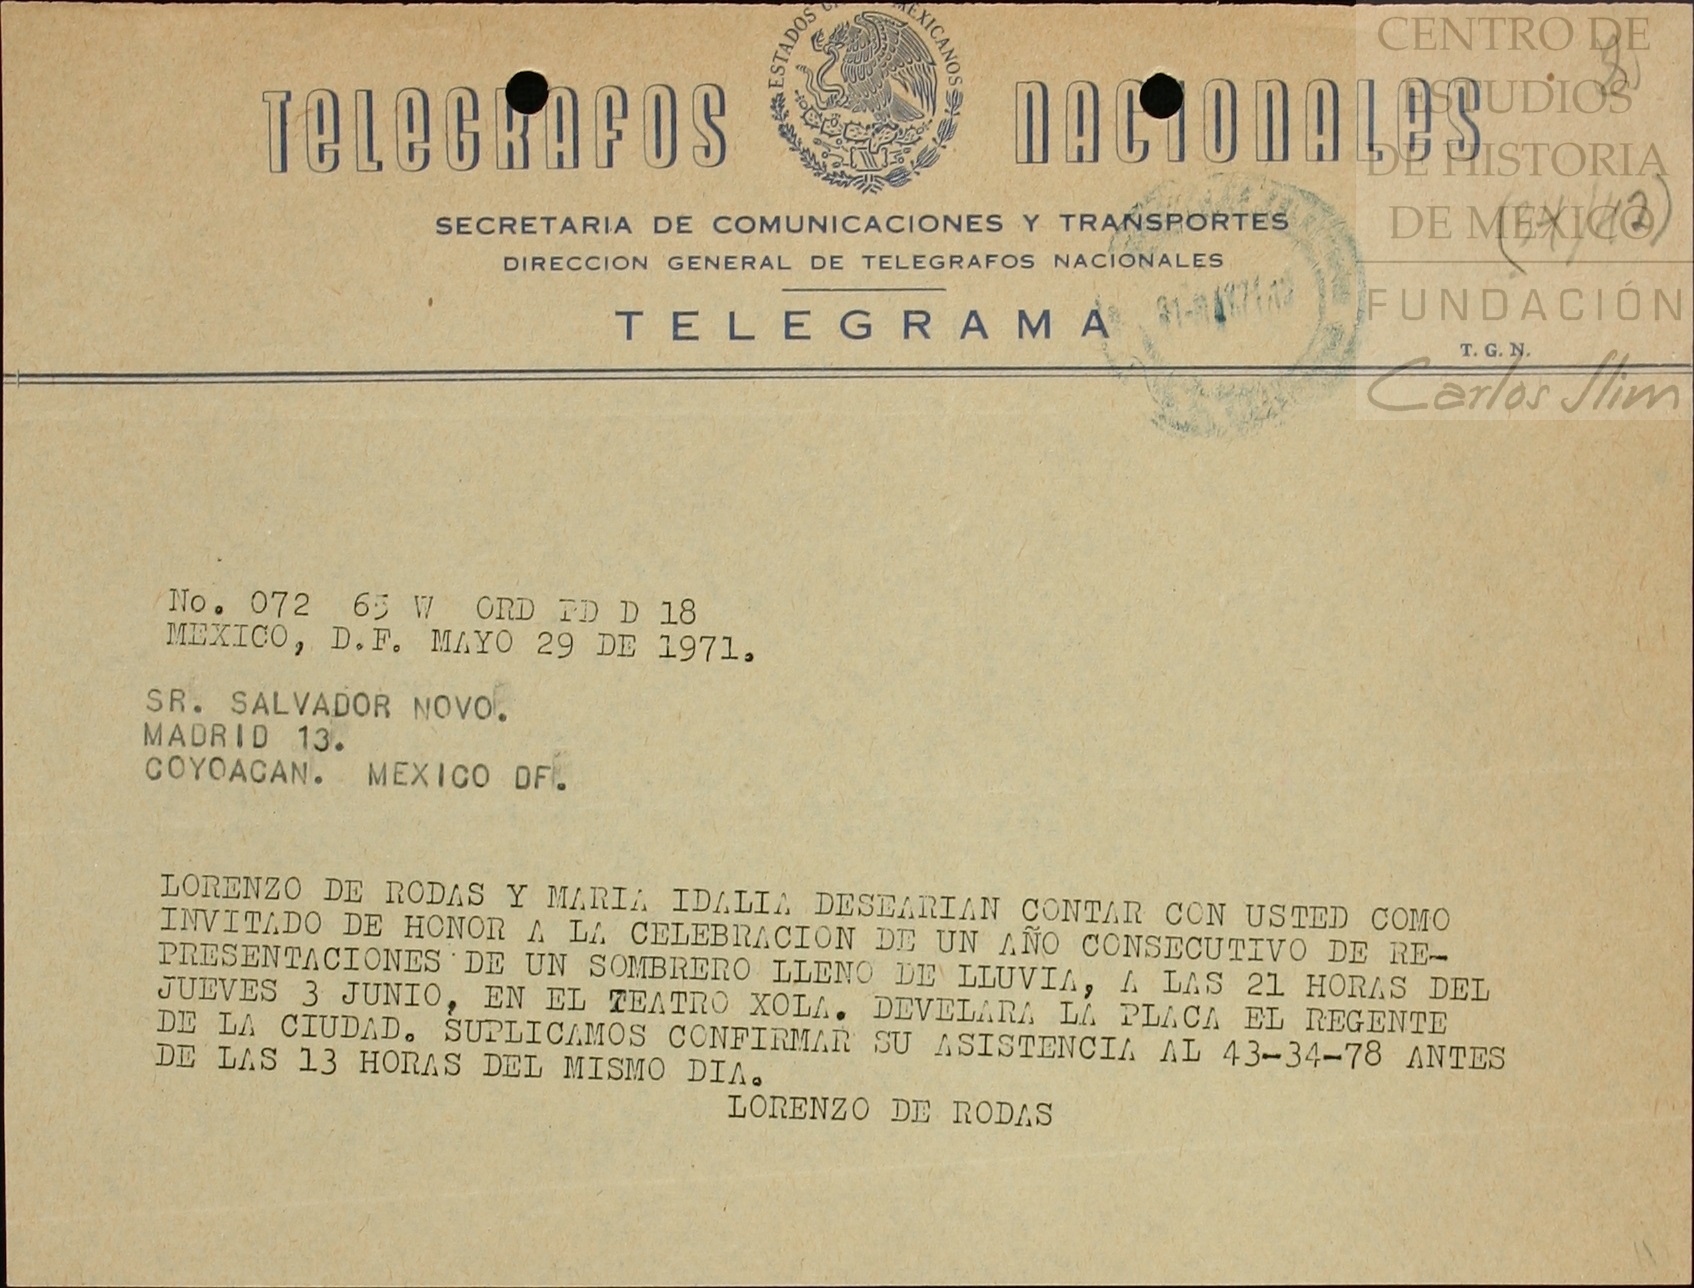 ESTADOS MEXICANOS
TELEGRAFOS NACIONALES
SECRETARIA DE COMUNICACIONES Y TRANSPORTES
DIRECCION GENERAL DE TELEGRAFOS NACIONALES
TELEGRAMA
T. G. N.
CENTRO DE
ESTUDIOS
DE HISTORIA
DE MEXICO
FUNDACIÓN
Carlos Slim
No. 072 65 W ORD PD D 18
MEXICO, D.F. MAYO 29 DE 1971.
SR. SALVADOR NOVO.
MADRID 13.
COYOACAN. MEXICO DF.
LORENZO DE RODAS Y MARIA IDALIA DESEARIAN CONTAR CON USTED COMO
INVITADO DE HONOR A LA CELEBRACION DE UN AÑO CONSECUTIVO DE RE-
PRESENTACIONES DE UN SOMBRERO LLENO DE LLUVIA, A LAS 21 HORAS DEL
JUEVES 3 JUNIO, EN EL TEATRO XOLA. DEVELARA LA PLACA EL REGENTE
DE LA CIUDAD. SUPLICAMOS CONFIRMAR SU ASISTENCIA AL 43-34-78 ANTES
DE LAS 13 HORAS DEL MISMO DIA.
LORENZO DE RODAS